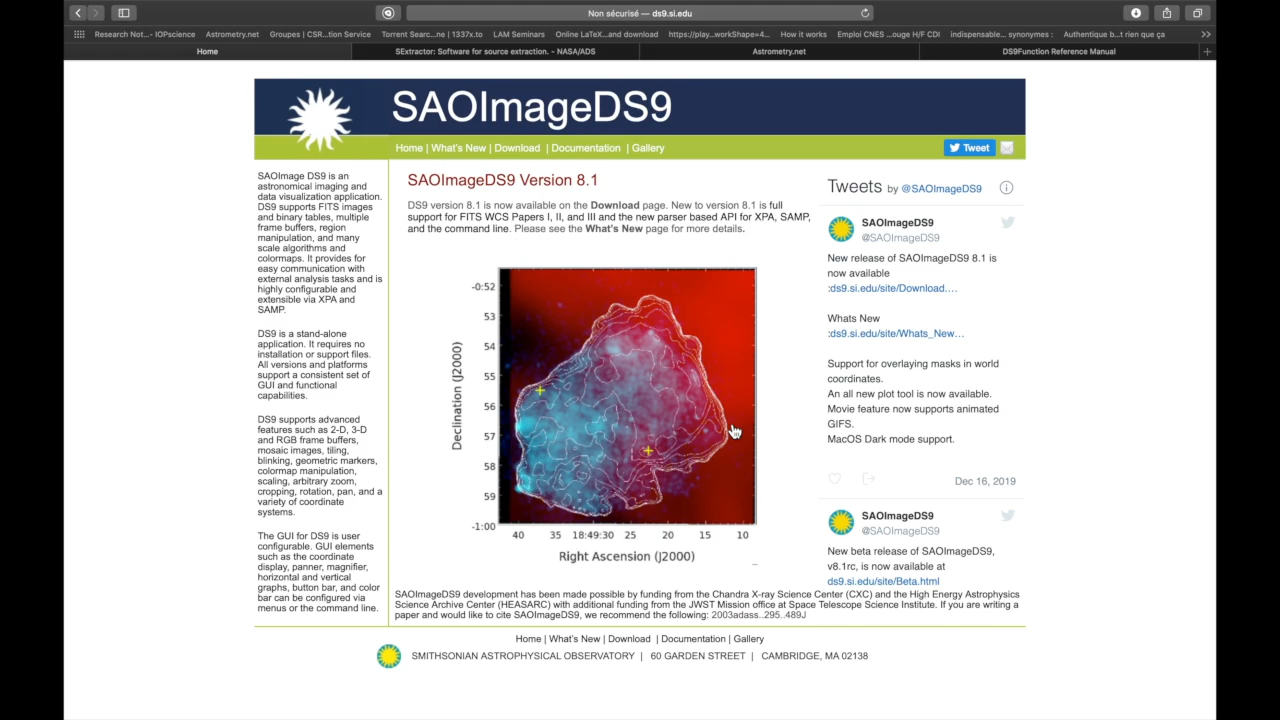 Non sécurisé — ds9.si.edu
Research Not...- IOPscience Astrometry.net Groupes | CSR...tion Service Torrent Searc...ne | 1337x.to LAM Seminars Online LaTeX...and download https://play...workShape=4... How it works Emploi CNES ...ouge H/F CDI indispensable... synonymes : Authentique b...t rien que ça
Home SExtractor: Software for source extraction. - NASA/ADS Astrometry.net DS9Function Reference Manual
SAOImageDS9
Home | What's New | Download | Documentation | Gallery
Tweet
SAOImage DS9 is an
astronomical imaging and
data visualization application.
DS9 supports FITS images
and binary tables, multiple
frame buffers, region
manipulation, and many
scale algorithms and
colormaps. It provides for
easy communication with
external analysis tasks and is
highly configurable and
extensible via XPA and
SAMP.
DS9 is a stand-alone
application. It requires no
installation or support files.
All versions and platforms
support a consistent set of
GUI and functional
capabilities.
DS9 supports advanced
features such as 2-D, 3-D
and RGB frame buffers,
mosaic images, tiling,
blinking, geometric markers,
colormap manipulation,
scaling, arbitrary zoom,
cropping, rotation, pan, and a
variety of coordinate
systems.
The GUI for DS9 is user
configurable. GUI elements
such as the coordinate
display, panner, magnifier,
horizontal and vertical
graphs, button bar, and color
bar can be configured via
menus or the command line.
SAOImageDS9 Version 8.1
DS9 version 8.1 is now available on the Download page. New to version 8.1 is full
support for FITS WCS Papers I, II, and III and the new parser based API for XPA, SAMP,
and the command line. Please see the What's New page for more details.
Declination (J2000)
-0:52
53
54
55
56
57
58
59
-1:00
40 35 18:49:30 25 20 15 10
Right Ascension (J2000)
Tweets by @SAOImageDS9
SAOImageDS9
@SAOImageDS9
New release of SAOImageDS9 8.1 is
now available
:ds9.si.edu/site/Download....
Whats New
:ds9.si.edu/site/Whats_New...
Support for overlaying masks in world
coordinates.
An all new plot tool is now available.
Movie feature now supports animated
GIFS.
MacOS Dark mode support.
Dec 16, 2019
SAOImageDS9
@SAOImageDS9
New beta release of SAOImageDS9,
v8.1rc, is now available at
ds9.si.edu/site/Beta.html
SAOImageDS9 development has been made possible by funding from the Chandra X-ray Science Center (CXC) and the High Energy Astrophysics
Science Archive Center (HEASARC) with additional funding from the JWST Mission office at Space Telescope Science Institute. If you are writing a
paper and would like to cite SAOImageDS9, we recommend the following: 2003adass..295..489J
Home | What's New | Download | Documentation | Gallery
SMITHSONIAN ASTROPHYSICAL OBSERVATORY | 60 GARDEN STREET | CAMBRIDGE, MA 02138